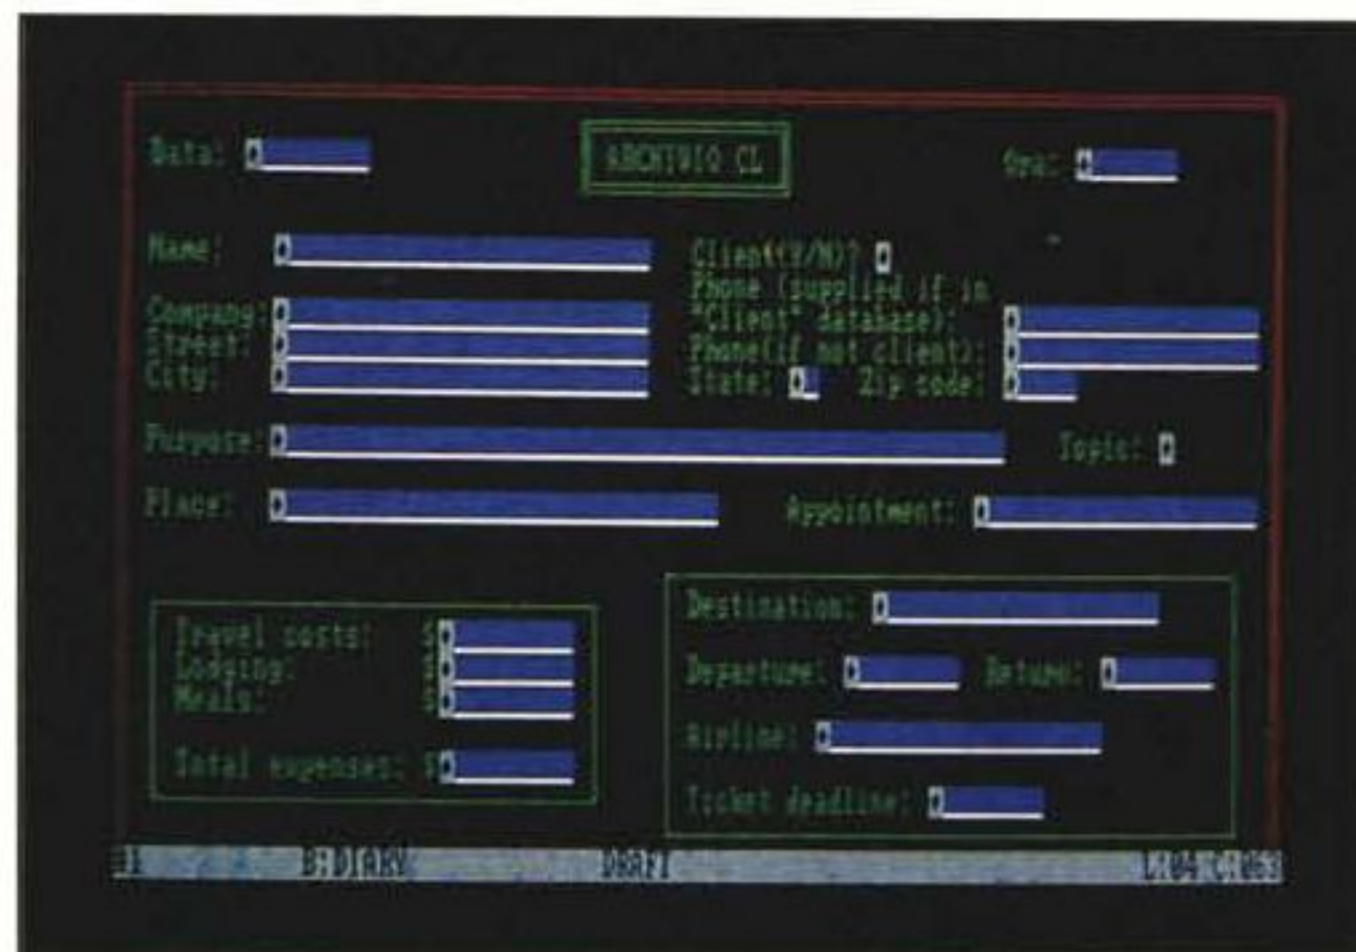 Data: ARCHIVIO CL Ora:
Name: Client(Y/N)?
Phone (supplied if in
Company: "Client" database):
Street: Phone(if not client):
City: State: Zip code:
Purpose: Topic:
Place: Appointment:
Destination:
Travel costs: $
Lodging: $
Departure: Return:
Meals: $
Airline:
Total expenses: $
Ticket deadline:
B:DIARY DRAFT L:04 C:063